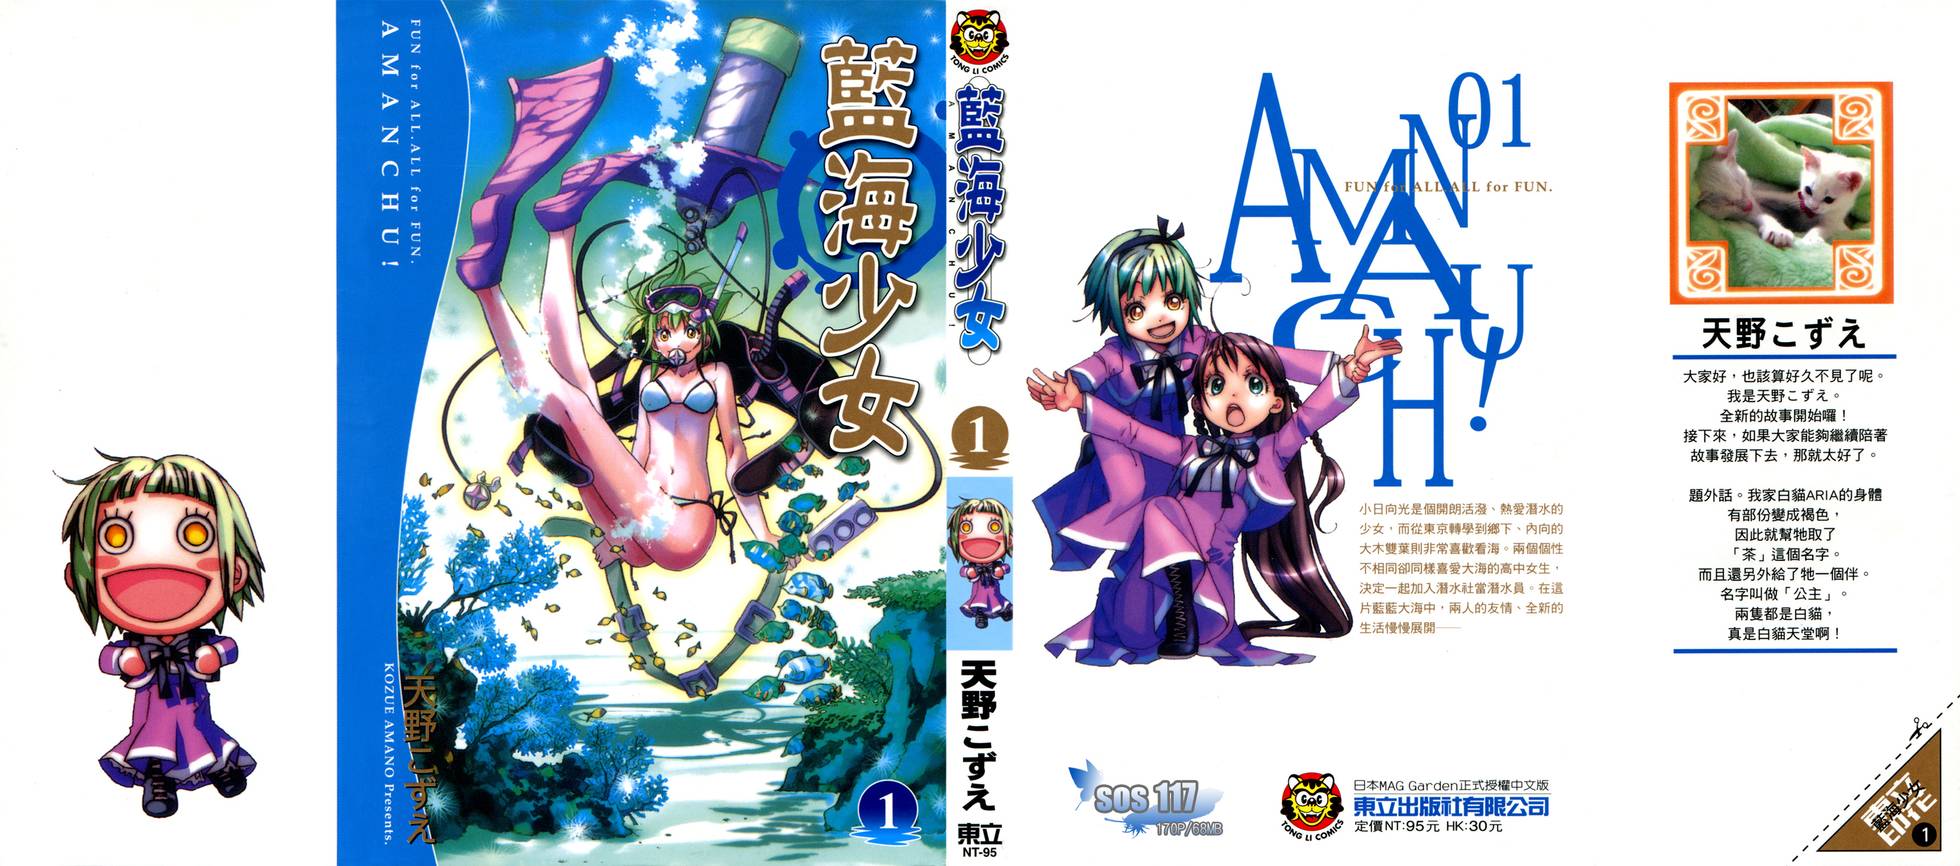 FUN for ALL.ALL for FUN.
AMANCHU!
藍海少女
天野こずえ
KOZUE AMANO Presents.
1
TONG LI COMICS
藍海少女
AMANCHU!
1
天野こずえ
東立
NT-95
AMANCHU!
01
FUN for ALL.ALL for FUN.
小日向光是個開朗活潑、熱愛潛水的
少女，而從東京轉學到鄉下、內向的
大木雙葉則非常喜歡看海。兩個個性
不相同卻同樣喜愛大海的高中女生，
決定一起加入潛水社當潛水員。在這
片藍藍大海中，兩人的友情、全新的
生活慢慢展開──
SOS 117
170P/68MB
TONG LI COMICS
日本MAG Garden正式授權中文版
東立出版社有限公司
定價NT:95元 HK:30元
天野こずえ
大家好，也該算好久不見了呢。
我是天野こずえ。
全新的故事開始囉！
接下來，如果大家能夠繼續陪著
故事發展下去，那就太好了。
題外話。我家白貓ARIA的身體
有部份變成褐色，
因此就幫牠取了
「茶」這個名字。
而且還另外給了牠一個伴。
名字叫做「公主」。
兩隻都是白貓，
真是白貓天堂啊！
東立
印花
藍海少女
1